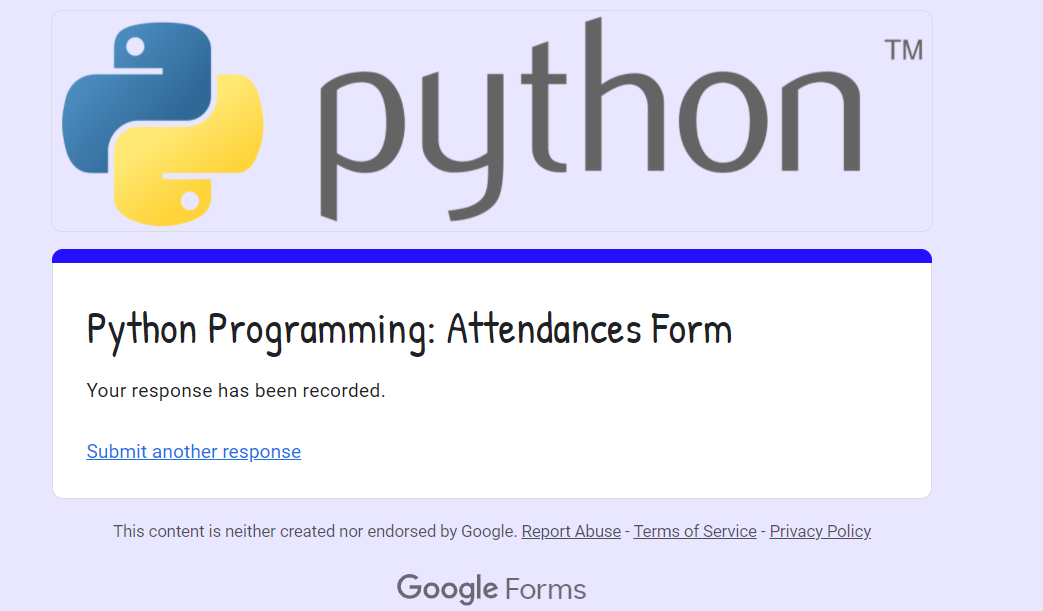 python TM
Python Programming: Attendances Form
Your response has been recorded.
Submit another response
This content is neither created nor endorsed by Google. Report Abuse - Terms of Service - Privacy Policy
Google Forms